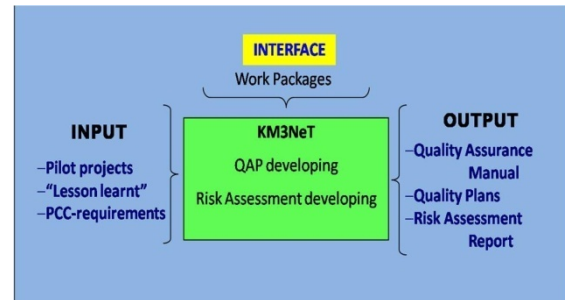 INTERFACE
Work Packages
INPUT
–Pilot projects
–“Lesson learnt”
–PCC-requirements
KM3NeT
QAP developing
Risk Assessment developing
OUTPUT
–Quality Assurance
Manual
–Quality Plans
–Risk Assessment
Report